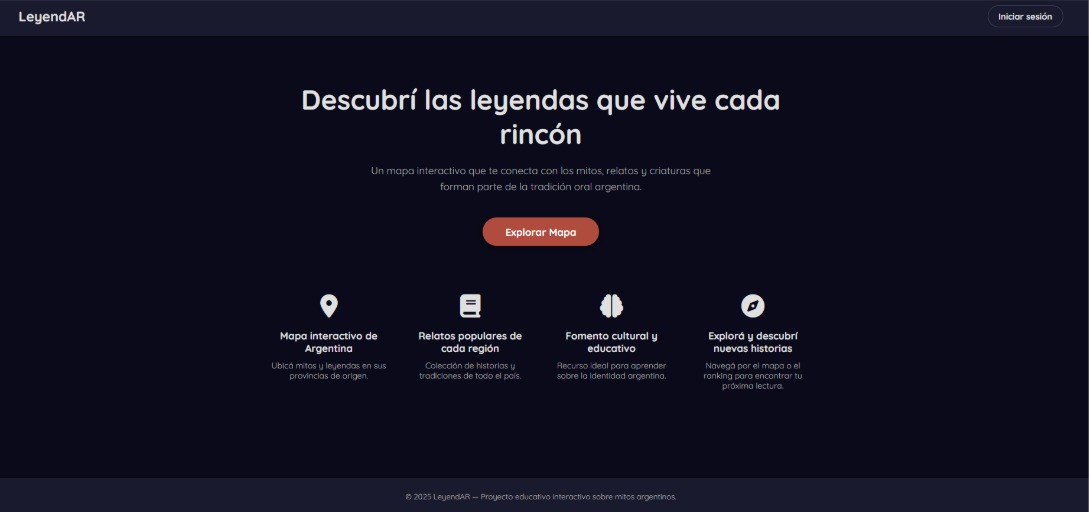 LeyendAR
Iniciar sesión
Descubrí las leyendas que vive cada
rincón
Un mapa interactivo que te conecta con los mitos, relatos y criaturas que
forman parte de la tradición oral argentina.
Explorar Mapa
Mapa interactivo de
Argentina
Ubicá mitos y leyendas en sus
provincias de origen.
Relatos populares de
cada región
Colección de historias y
tradiciones de todo el país.
Fomento cultural y
educativo
Recurso ideal para aprender
sobre la identidad argentina.
Explorá y descubrí
nuevas historias
Navegá por el mapa o el
ranking para encontrar tu
próxima lectura.
© 2025 LeyendAR — Proyecto educativo interactivo sobre mitos argentinos.